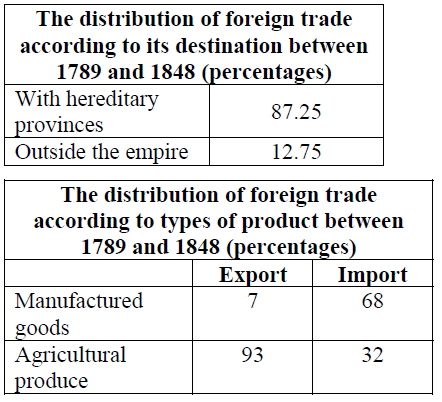 The distribution of foreign trade
according to its destination between
1789 and 1848 (percentages)
With hereditary
provinces
87.25
Outside the empire 12.75
The distribution of foreign trade
according to types of product between
1789 and 1848 (percentages)
Export Import
Manufactured
goods
7 68
Agricultural
produce
93 32